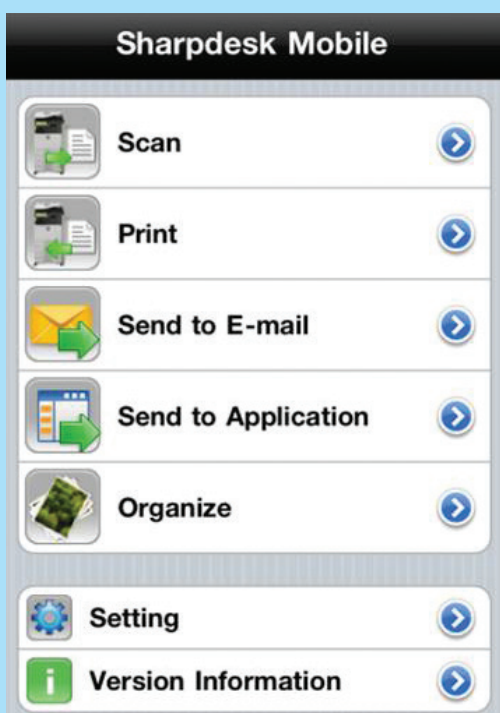 Sharpdesk Mobile
Scan
Print
Send to E-mail
Send to Application
Organize
Setting
Version Information